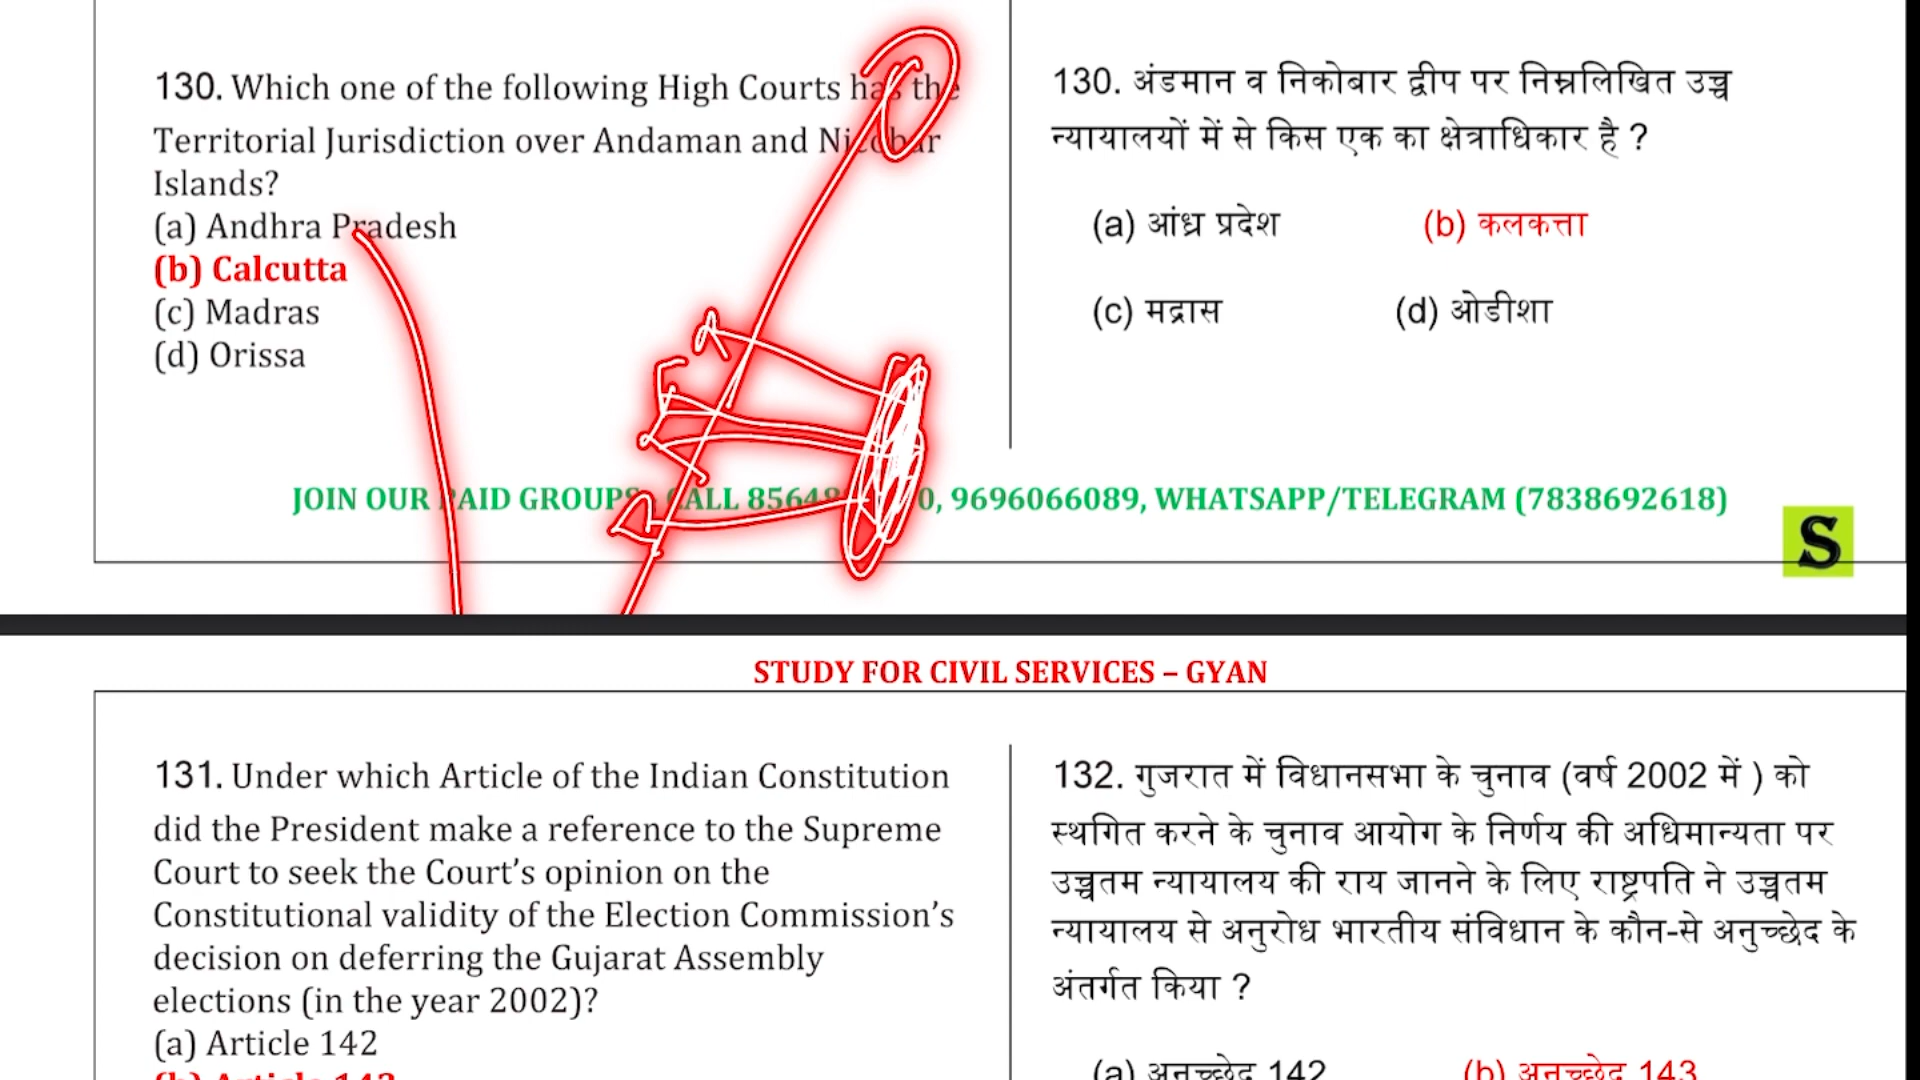 130. Which one of the following High Courts has the
Territorial Jurisdiction over Andaman and Nicobar
Islands?
(a) Andhra Pradesh
(b) Calcutta
(c) Madras
(d) Orissa
130. अंडमान व निकोबार द्वीप पर निम्नलिखित उच्च
न्यायालयों में से किस एक का क्षेत्राधिकार है ?
(a) आंध्र प्रदेश (b) कलकत्ता
(c) मद्रास (d) ओडीशा
JOIN OUR PAID GROUPS, CALL 9696066089, WHATSAPP/TELEGRAM (7838692618)
S
STUDY FOR CIVIL SERVICES – GYAN
131. Under which Article of the Indian Constitution
did the President make a reference to the Supreme
Court to seek the Court’s opinion on the
Constitutional validity of the Election Commission’s
decision on deferring the Gujarat Assembly
elections (in the year 2002)?
(a) Article 142
(b) Article 143
132. गुजरात में विधानसभा के चुनाव (वर्ष 2002 में ) को
स्थगित करने के चुनाव आयोग के निर्णय की अधिमान्यता पर
उच्चतम न्यायालय की राय जानने के लिए राष्ट्रपति ने उच्चतम
न्यायालय से अनुरोध भारतीय संविधान के कौन-से अनुच्छेद के
अंतर्गत किया ?
(a) अनुच्छेद 142 (b) अनुच्छेद 143